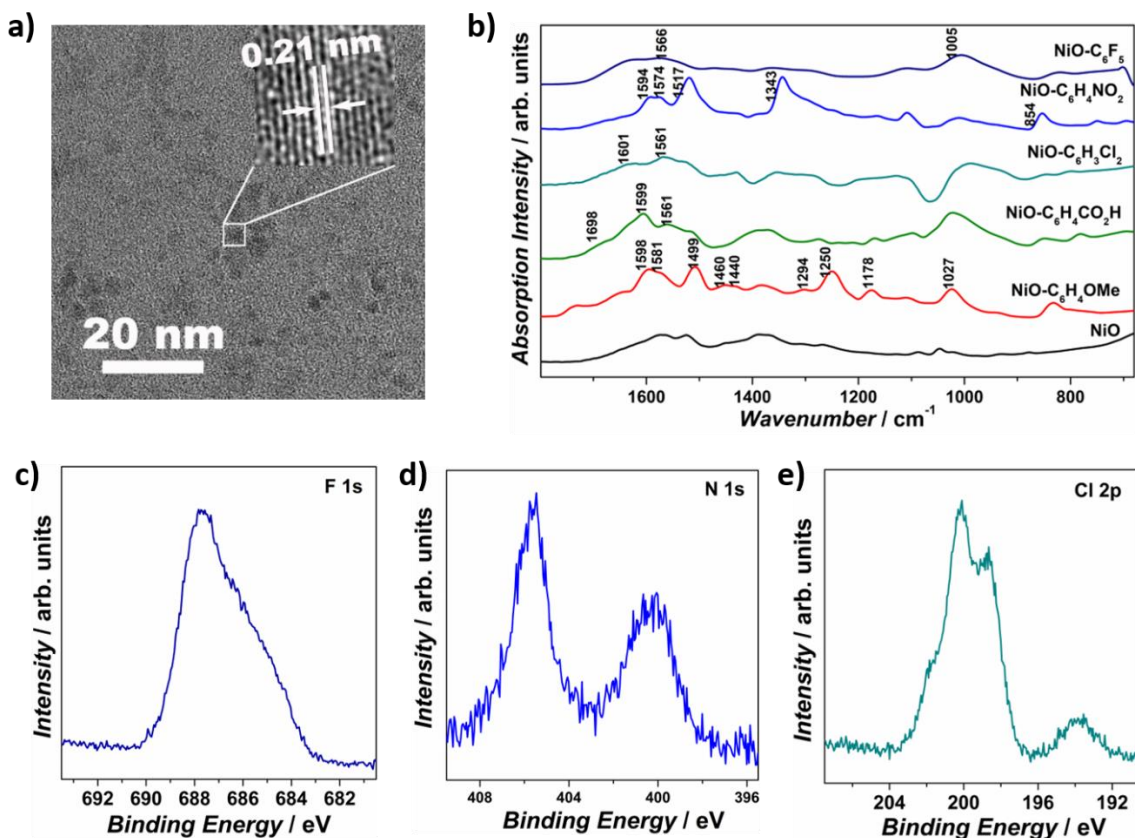 a)
0.21 nm
20 nm
b)
Absorption Intensity / arb. units
1566
1005
NiO-C₆F₅
1594
1574
1517
1343
854
NiO-C₆H₄NO₂
1601
1561
NiO-C₆H₃Cl₂
1698
1599
1561
NiO-C₆H₄CO₂H
1598
1581
1499
1460
1440
1294
1250
1178
1027
NiO-C₆H₄OMe
NiO
1600 1400 1200 1000 800
Wavenumber / cm⁻¹
c)
F 1s
Intensity / arb. units
692 690 688 686 684 682
Binding Energy / eV
d)
N 1s
Intensity / arb. units
408 404 400 396
Binding Energy / eV
e)
Cl 2p
Intensity / arb. units
204 200 196 192
Binding Energy / eV